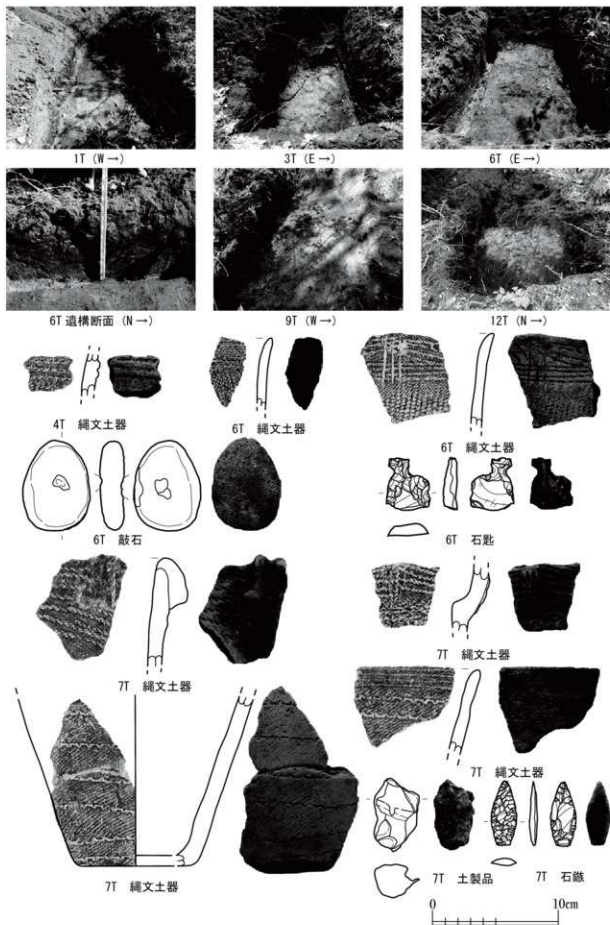 1T (W→)
3T (E→)
6T (E→)
6T 遺構断面 (N→)
9T (W→)
12T (N→)
4T 縄文土器
6T 縄文土器
6T 縄文土器
6T 敲石
6T 石匙
7T 縄文土器
7T 縄文土器
7T 縄文土器
7T 縄文土器
7T 土製品
7T 石鏃
0
10cm